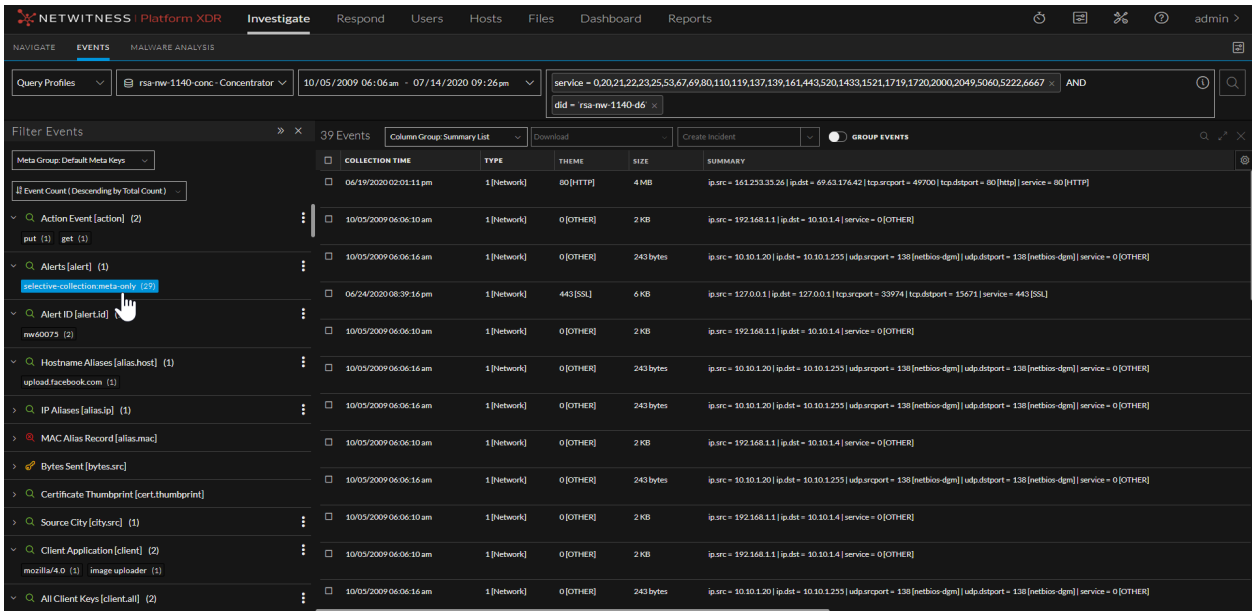 NETWITNESS | Platform XDR Investigate Respond Users Hosts Files Dashboard Reports admin >
NAVIGATE EVENTS MALWARE ANALYSIS
Query Profiles rsa-nw-1140-conc - Concentrator 10/05/2009 06:06am - 07/14/2020 09:26pm service = 0,20,21,22,23,25,53,67,69,80,110,119,137,139,161,443,520,1433,1521,1719,1720,2000,2049,5060,5222,6667 × AND
did = 'rsa-nw-1140-d6' ×
Filter Events » ×
Meta Group: Default Meta Keys
Event Count ( Descending by Total Count )
Action Event [action] (2)
put (1) get (1)
Alerts [alert] (1)
selective-collection:meta-only (29)
Alert ID [alert.id]
nw60075 (2)
Hostname Aliases [alias.host] (1)
upload.facebook.com (1)
IP Aliases [alias.ip] (1)
MAC Alias Record [alias.mac]
Bytes Sent [bytes.src]
Certificate Thumbprint [cert.thumbprint]
Source City [city.src] (1)
Client Application [client] (2)
mozilla/4.0 (1) image uploader (1)
All Client Keys [client.all] (2)
39 Events Column Group: Summary List Download Create Incident GROUP EVENTS
COLLECTION TIME TYPE THEME SIZE SUMMARY
06/19/2020 02:01:11 pm 1 [Network] 80 [HTTP] 4 MB ip.src = 161.253.35.26 | ip.dst = 69.63.176.42 | tcp.srcport = 49700 | tcp.dstport = 80 [http] | service = 80 [HTTP]
10/05/2009 06:06:10 am 1 [Network] 0 [OTHER] 2 KB ip.src = 192.168.1.1 | ip.dst = 10.10.1.4 | service = 0 [OTHER]
10/05/2009 06:06:16 am 1 [Network] 0 [OTHER] 243 bytes ip.src = 10.10.1.20 | ip.dst = 10.10.1.255 | udp.srcport = 138 [netbios-dgm] | udp.dstport = 138 [netbios-dgm] | service = 0 [OTHER]
06/24/2020 08:39:16 pm 1 [Network] 443 [SSL] 6 KB ip.src = 127.0.0.1 | ip.dst = 127.0.0.1 | tcp.srcport = 33974 | tcp.dstport = 15671 | service = 443 [SSL]
10/05/2009 06:06:10 am 1 [Network] 0 [OTHER] 2 KB ip.src = 192.168.1.1 | ip.dst = 10.10.1.4 | service = 0 [OTHER]
10/05/2009 06:06:16 am 1 [Network] 0 [OTHER] 243 bytes ip.src = 10.10.1.20 | ip.dst = 10.10.1.255 | udp.srcport = 138 [netbios-dgm] | udp.dstport = 138 [netbios-dgm] | service = 0 [OTHER]
10/05/2009 06:06:16 am 1 [Network] 0 [OTHER] 243 bytes ip.src = 10.10.1.20 | ip.dst = 10.10.1.255 | udp.srcport = 138 [netbios-dgm] | udp.dstport = 138 [netbios-dgm] | service = 0 [OTHER]
10/05/2009 06:06:10 am 1 [Network] 0 [OTHER] 2 KB ip.src = 192.168.1.1 | ip.dst = 10.10.1.4 | service = 0 [OTHER]
10/05/2009 06:06:16 am 1 [Network] 0 [OTHER] 243 bytes ip.src = 10.10.1.20 | ip.dst = 10.10.1.255 | udp.srcport = 138 [netbios-dgm] | udp.dstport = 138 [netbios-dgm] | service = 0 [OTHER]
10/05/2009 06:06:10 am 1 [Network] 0 [OTHER] 2 KB ip.src = 192.168.1.1 | ip.dst = 10.10.1.4 | service = 0 [OTHER]
10/05/2009 06:06:10 am 1 [Network] 0 [OTHER] 2 KB ip.src = 192.168.1.1 | ip.dst = 10.10.1.4 | service = 0 [OTHER]
10/05/2009 06:06:16 am 1 [Network] 0 [OTHER] 243 bytes ip.src = 10.10.1.20 | ip.dst = 10.10.1.255 | udp.srcport = 138 [netbios-dgm] | udp.dstport = 138 [netbios-dgm] | service = 0 [OTHER]